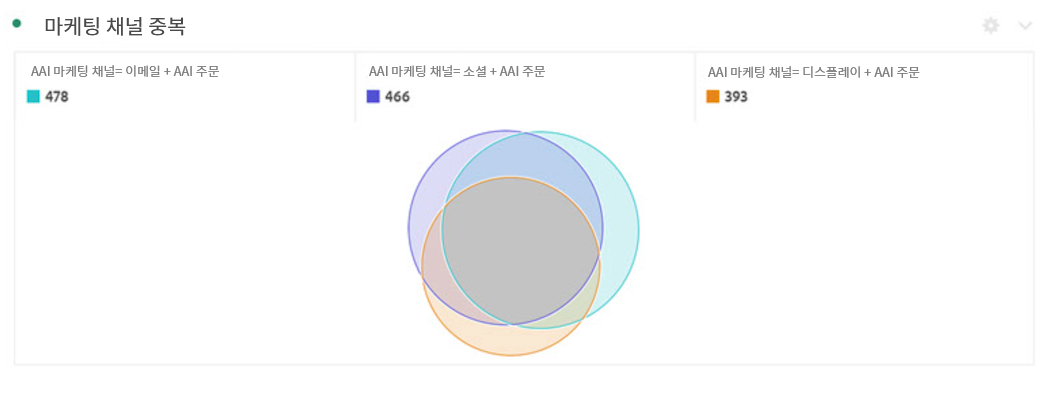 마케팅 채널 중복
AAI 마케팅 채널= 이메일 + AAI 주문
478
AAI 마케팅 채널= 소셜 + AAI 주문
466
AAI 마케팅 채널= 디스플레이 + AAI 주문
393